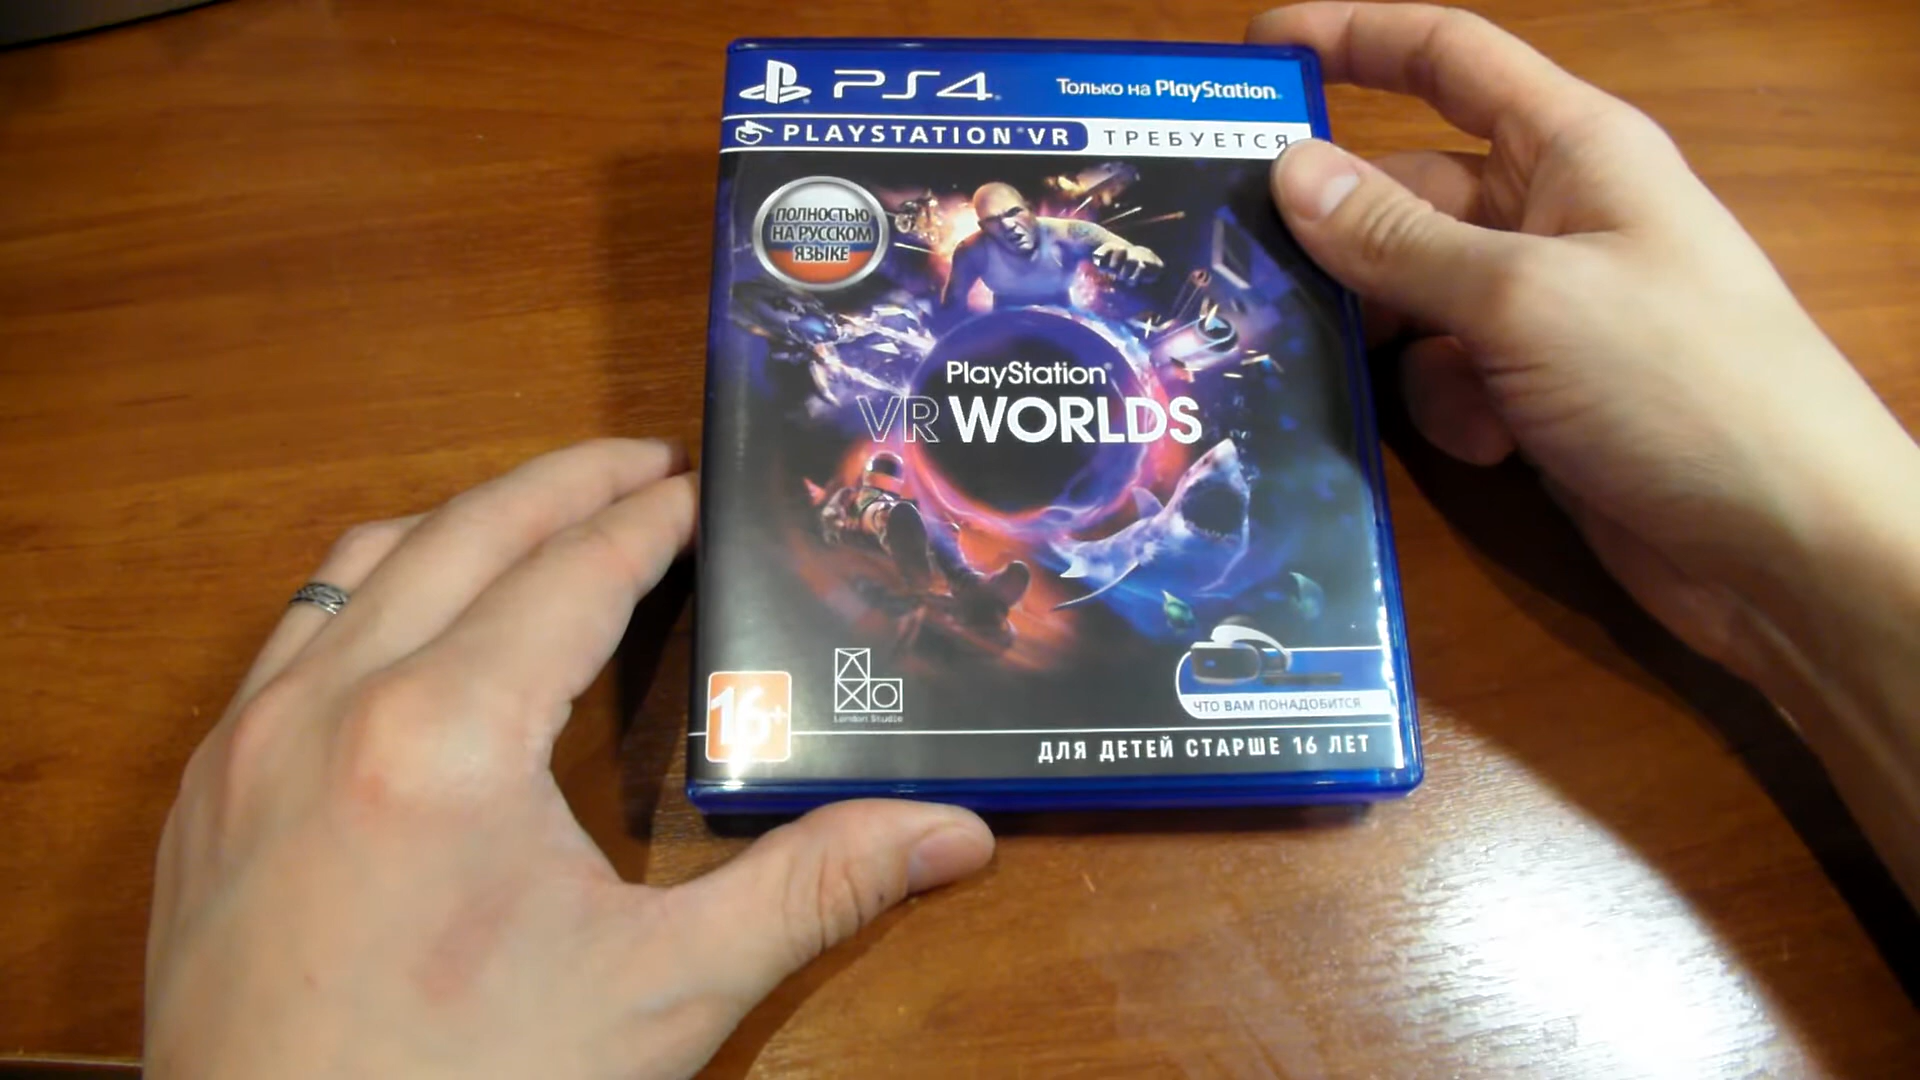 PS4
Только на PlayStation
PLAYSTATION VR
ТРЕБУЕТСЯ
ПОЛНОСТЬЮ
НА РУССКОМ
ЯЗЫКЕ
PlayStation
VR WORLDS
16+
London Studio
ЧТО ВАМ ПОНАДОБИТСЯ
ДЛЯ ДЕТЕЙ СТАРШЕ 16 ЛЕТ